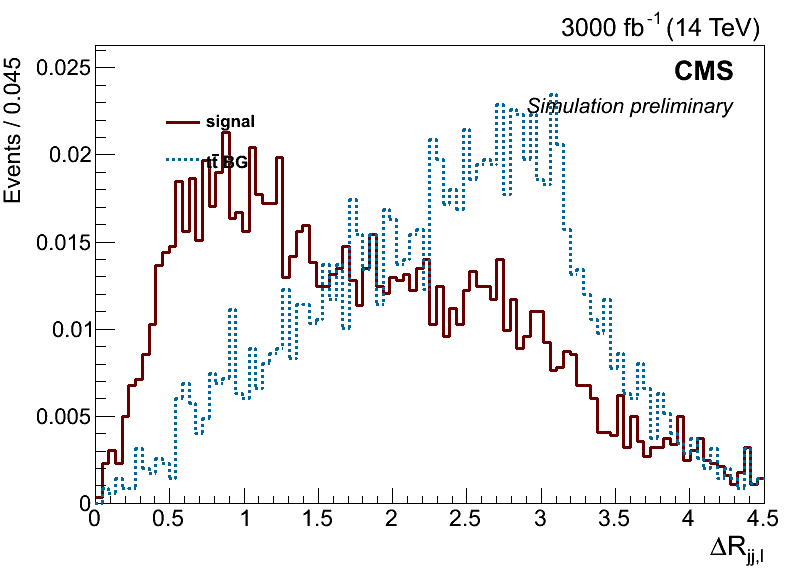 3000 fb⁻¹ (14 TeV)
CMS
Simulation preliminary
Events / 0.045
signal
tt̄ BG
0.025
0.02
0.015
0.01
0.005
0
0 0.5 1 1.5 2 2.5 3 3.5 4 4.5
ΔR_jj,l